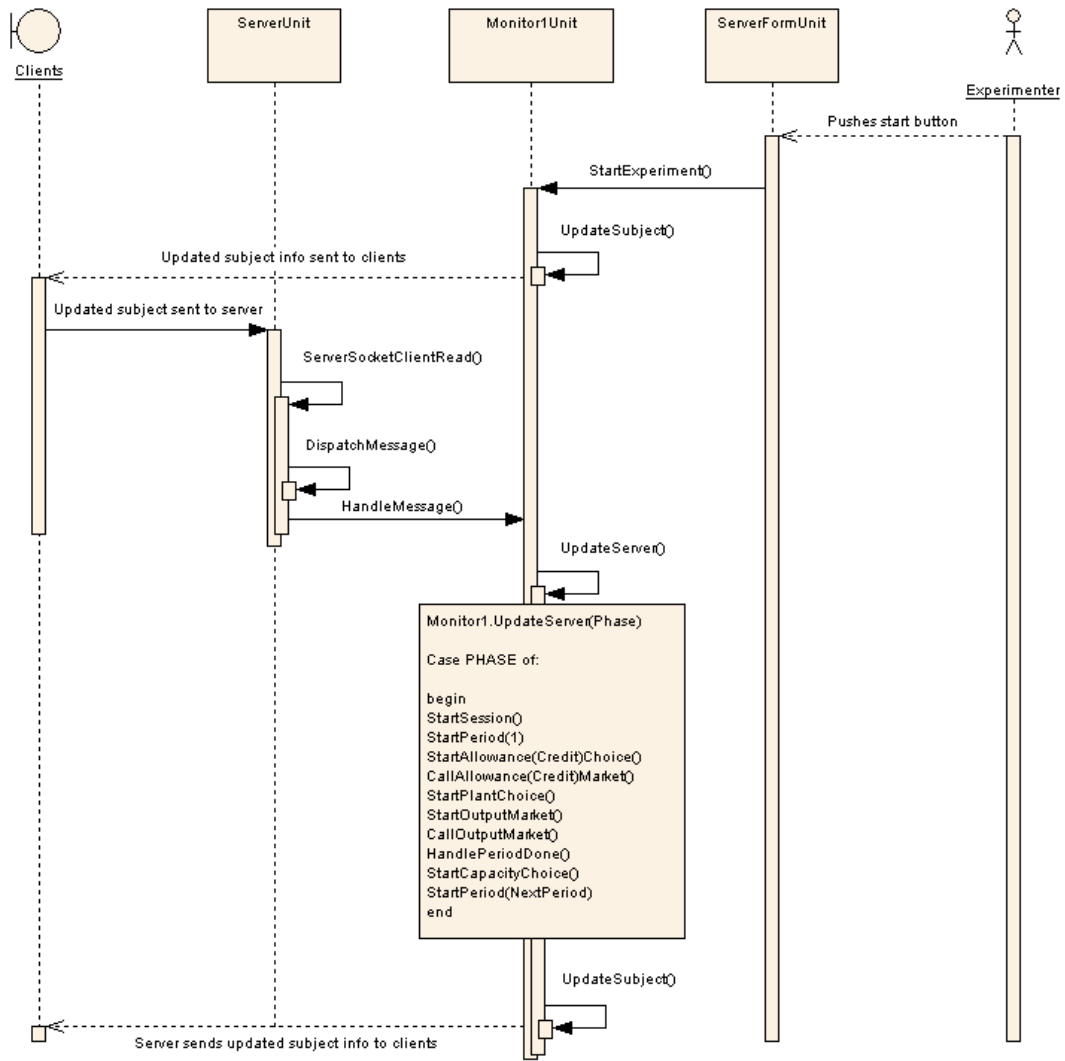 ServerUnit
Monitor1Unit
ServerFormUnit
Clients
Experimenter
Pushes start button
StartExperiment()
UpdateSubject()
Updated subject info sent to clients
Updated subject sent to server
ServerSocketClientRead()
DispatchMessage()
HandleMessage()
UpdateServer()
Monitor1.UpdateServer(Phase)
Case PHASE of:
begin
StartSession()
StartPeriod(1)
StartAllowance(Credit)Choice()
CallAllowance(Credit)Market()
StartPlantChoice()
StartOutputMarket()
CallOutputMarket()
HandlePeriodDone()
StartCapacityChoice()
StartPeriod(NextPeriod)
end
UpdateSubject()
Server sends updated subject info to clients